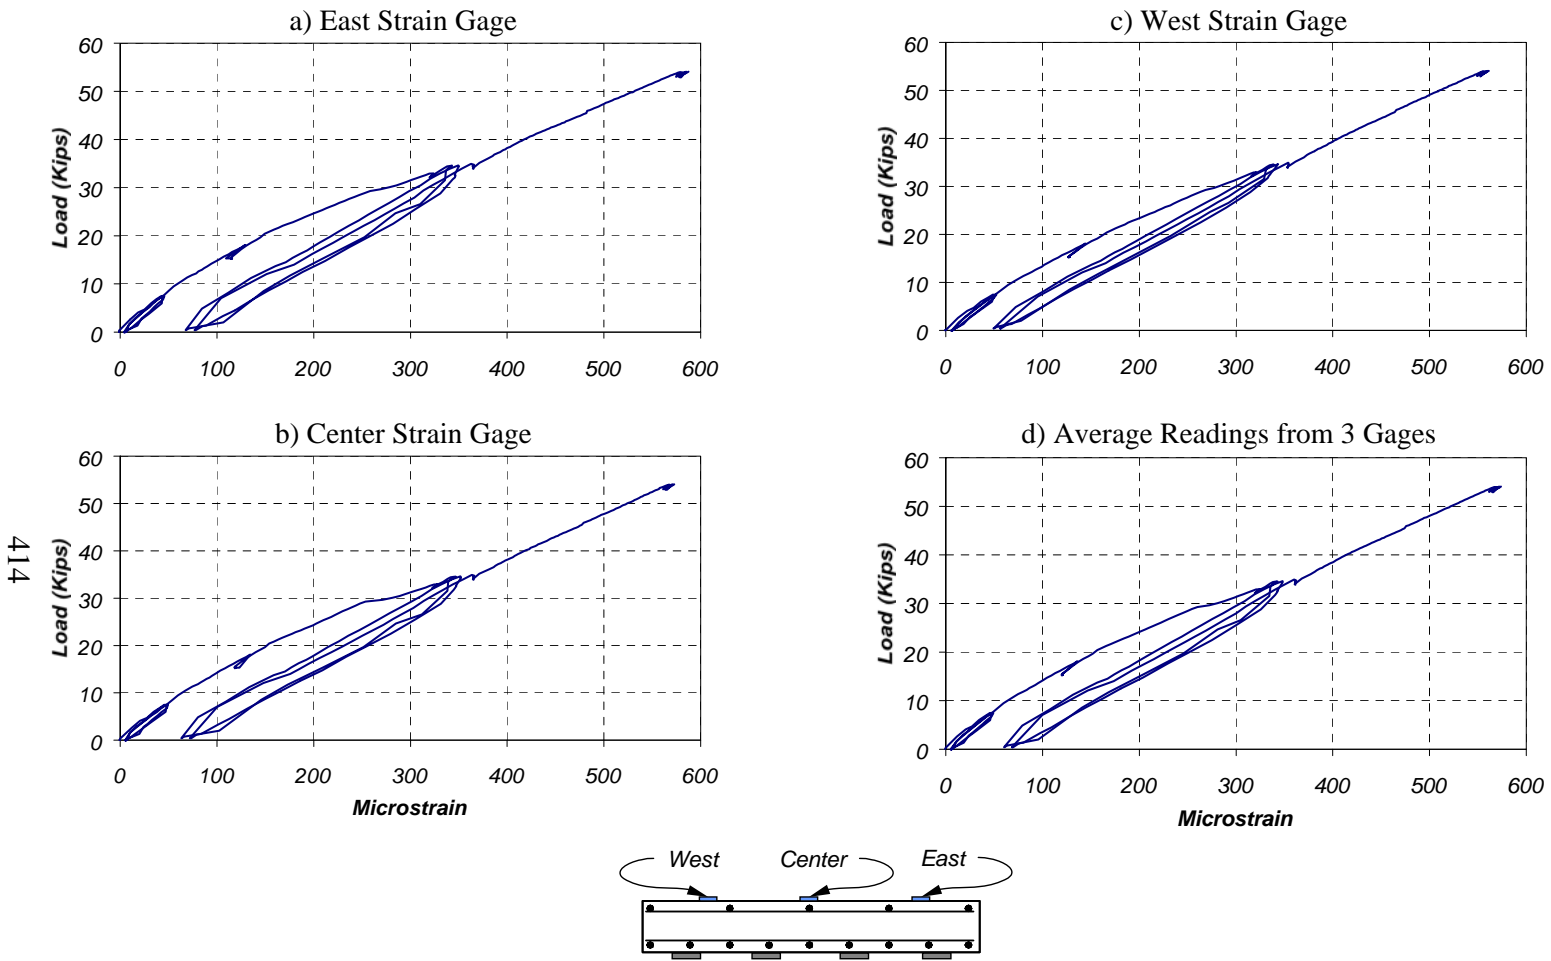 a) East Strain Gage
60
50
40
30
20
10
0
Load (Kips)
0 100 200 300 400 500 600
c) West Strain Gage
60
50
40
30
20
10
0
Load (Kips)
0 100 200 300 400 500 600
b) Center Strain Gage
60
50
40
30
20
10
0
Load (Kips)
0 100 200 300 400 500 600
Microstrain
d) Average Readings from 3 Gages
60
50
40
30
20
10
0
Load (Kips)
0 100 200 300 400 500 600
Microstrain
414
West Center East